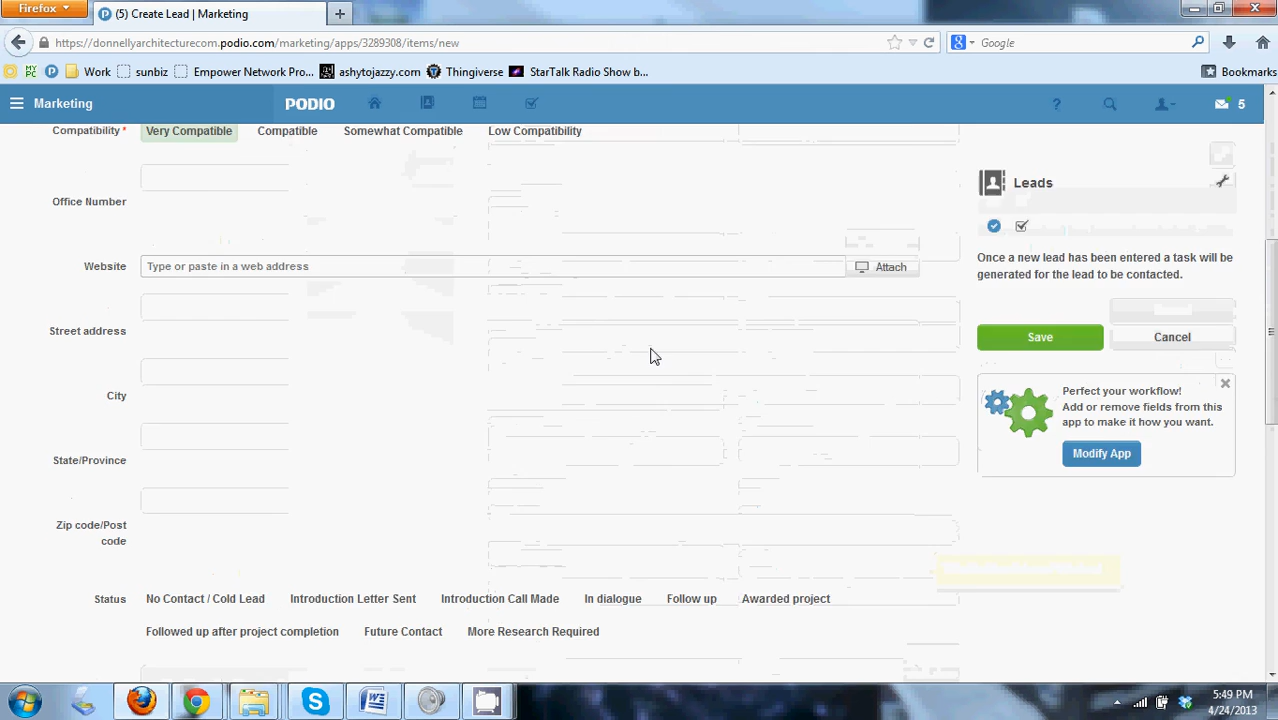 Firefox
(5) Create Lead | Marketing
https://donnellyarchitecturecom.podio.com/marketing/apps/3289308/items/new
Google
Work
sunbiz
Empower Network Pro...
ashytojazzy.com
Thingiverse
StarTalk Radio Show b...
Bookmarks
Marketing
PODIO
5
Compatibility *
Very Compatible
Compatible
Somewhat Compatible
Low Compatibility
Office Number
Leads
Website
Type or paste in a web address
Attach
Once a new lead has been entered a task will be
generated for the lead to be contacted.
Street address
Save
Cancel
City
Perfect your workflow!
Add or remove fields from this
app to make it how you want.
Modify App
State/Province
Zip code/Post
code
Status
No Contact / Cold Lead
Introduction Letter Sent
Introduction Call Made
In dialogue
Follow up
Awarded project
Followed up after project completion
Future Contact
More Research Required
5:49 PM
4/24/2013